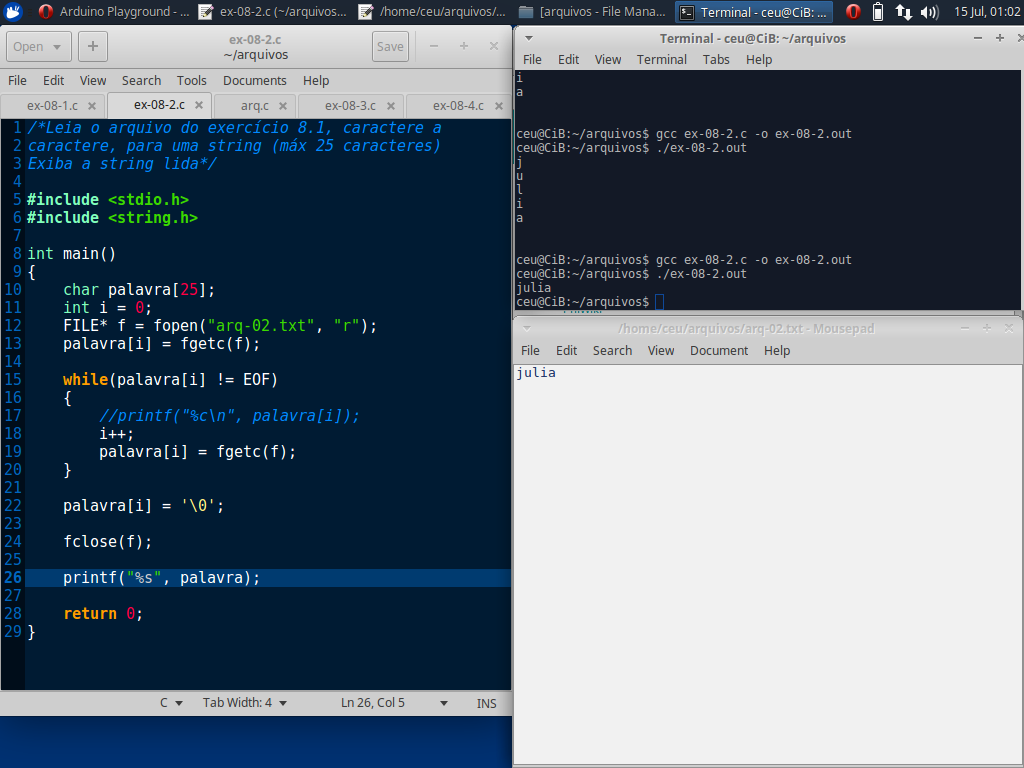 Arduino Playground - ...
ex-08-2.c (~/arquivos...
/home/ceu/arquivos/...
[arquivos - File Mana...
Terminal - ceu@CiB: ...
15 Jul, 01:02
Open
+
ex-08-2.c
~/arquivos
Save
File Edit View Search Tools Documents Help
ex-08-1.c
ex-08-2.c
arq.c
ex-08-3.c
ex-08-4.c
1 /*Leia o arquivo do exercício 8.1, caractere a
2 caractere, para uma string (máx 25 caracteres)
3 Exiba a string lida*/
4
5 #include <stdio.h>
6 #include <string.h>
7
8 int main()
9 {
10 char palavra[25];
11 int i = 0;
12 FILE* f = fopen("arq-02.txt", "r");
13 palavra[i] = fgetc(f);
14
15 while(palavra[i] != EOF)
16 {
17 //printf("%c\n", palavra[i]);
18 i++;
19 palavra[i] = fgetc(f);
20 }
21
22 palavra[i] = '\0';
23
24 fclose(f);
25
26 printf("%s", palavra);
27
28 return 0;
29 }
C Tab Width: 4 Ln 26, Col 5 INS
Terminal - ceu@CiB: ~/arquivos
File Edit View Terminal Tabs Help
i
a
ceu@CiB:~/arquivos$ gcc ex-08-2.c -o ex-08-2.out
ceu@CiB:~/arquivos$ ./ex-08-2.out
j
u
l
i
a
ceu@CiB:~/arquivos$ gcc ex-08-2.c -o ex-08-2.out
ceu@CiB:~/arquivos$ ./ex-08-2.out
julia
ceu@CiB:~/arquivos$
/home/ceu/arquivos/arq-02.txt - Mousepad
File Edit Search View Document Help
julia